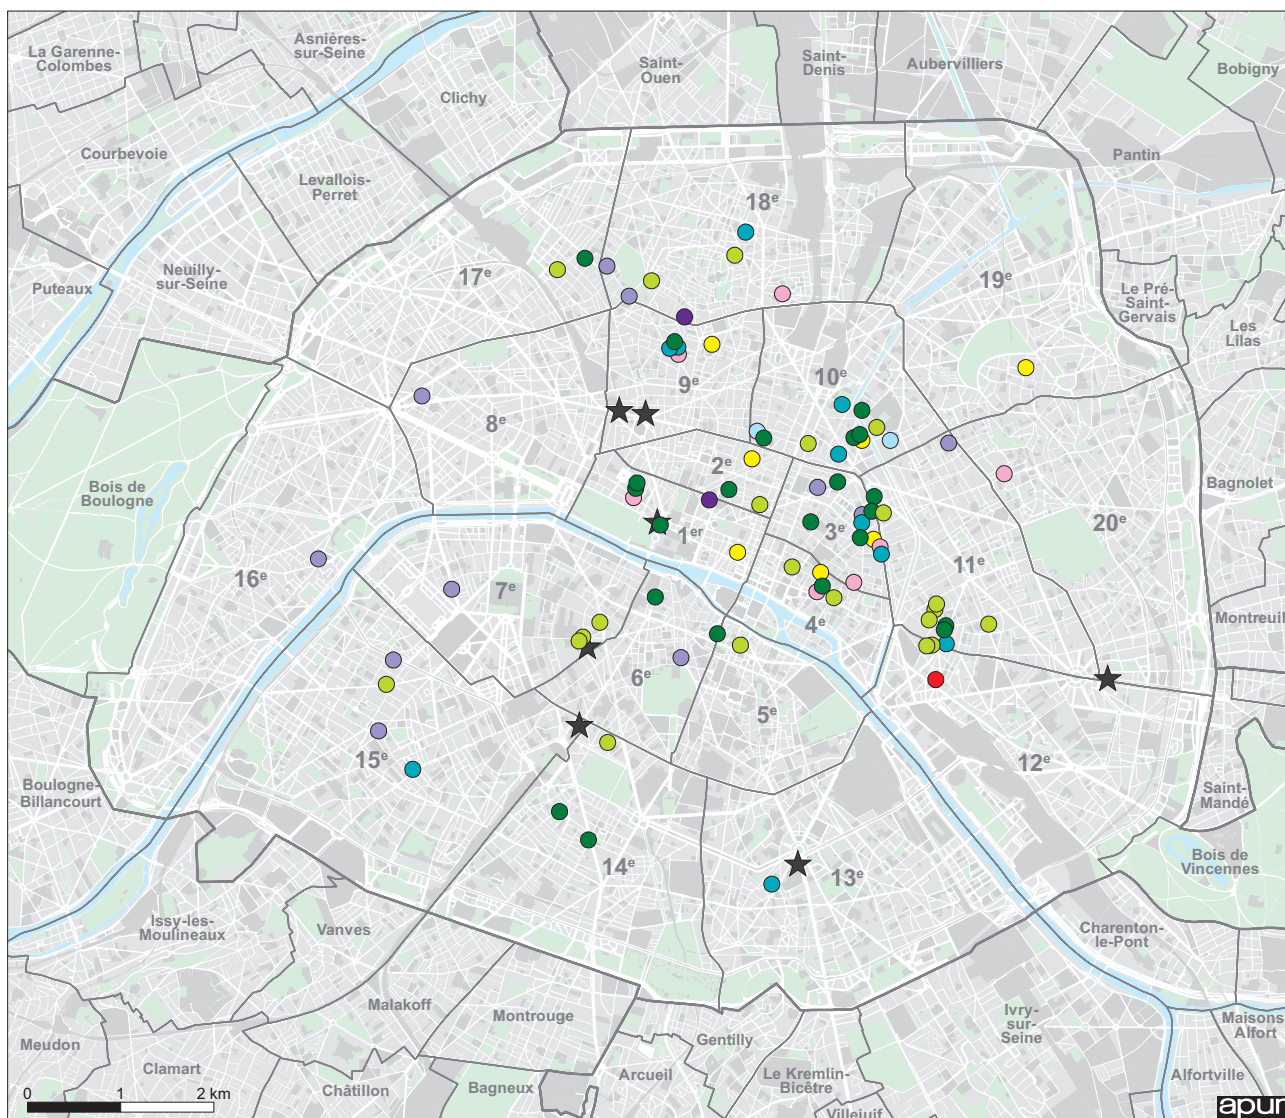 La Garenne-
Colombes
Asnières-
sur-Seine
Saint-
Ouen
Saint-
Denis
Aubervilliers
Bobigny
Clichy
Courbevoie
Levallois-
Perret
Pantin
18e
17e
19e
Puteaux
Neuilly-
sur-Seine
Le Pré-
Saint-
Gervais
Les
Lilas
9e
10e
8e
2e
Bois de
Boulogne
Bagnolet
20e
1er
3e
11e
16e
7e
4e
Montreuil
6e
5e
15e
12e
Boulogne-
Billancourt
Saint-
Mandé
14e
13e
Bois de
Vincennes
Issy-les-
Moulineaux
Vanves
Charenton-
le-Pont
Malakoff
Montrouge
Ivry-
sur-
Seine
Maisons
Alfort
Meudon
Clamart
Châtillon
Bagneux
Arcueil
Gentilly
Le Kremlin-
Bicêtre
Villejuif
Alfortville
0 1 2 km
apur